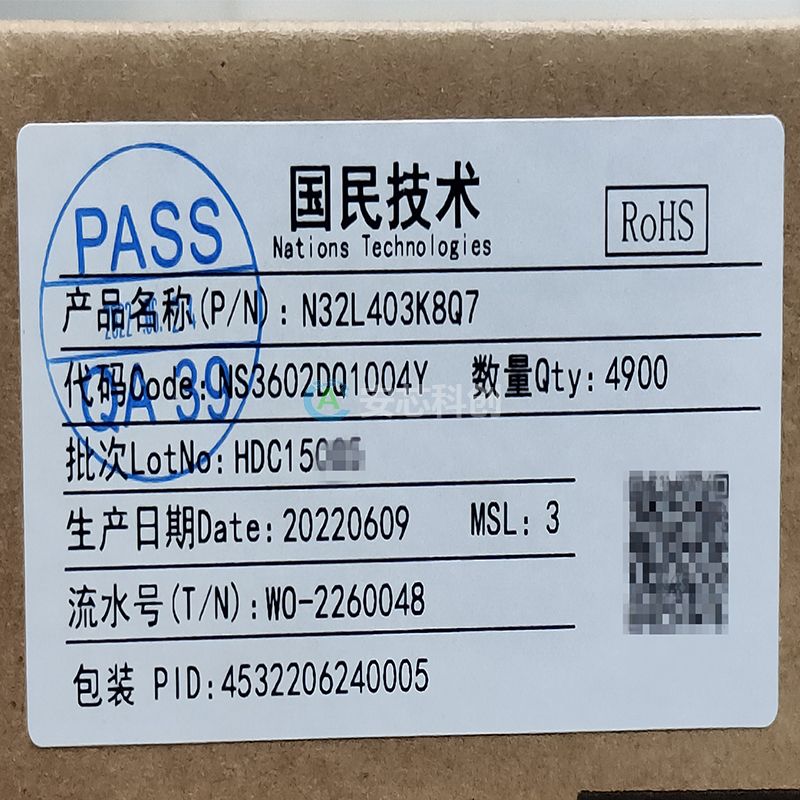 PASS
国民技术
Nations Technologies
RoHS
产品名称(P/N): N32L403K8Q7
代码Code: NS3602DQ1004Y 数量Qty: 4900
安芯科创
QA 39
批次LotNo: HDC15
生产日期Date: 20220609 MSL: 3
流水号(T/N): WO-2260048
包装 PID: 4532206240005